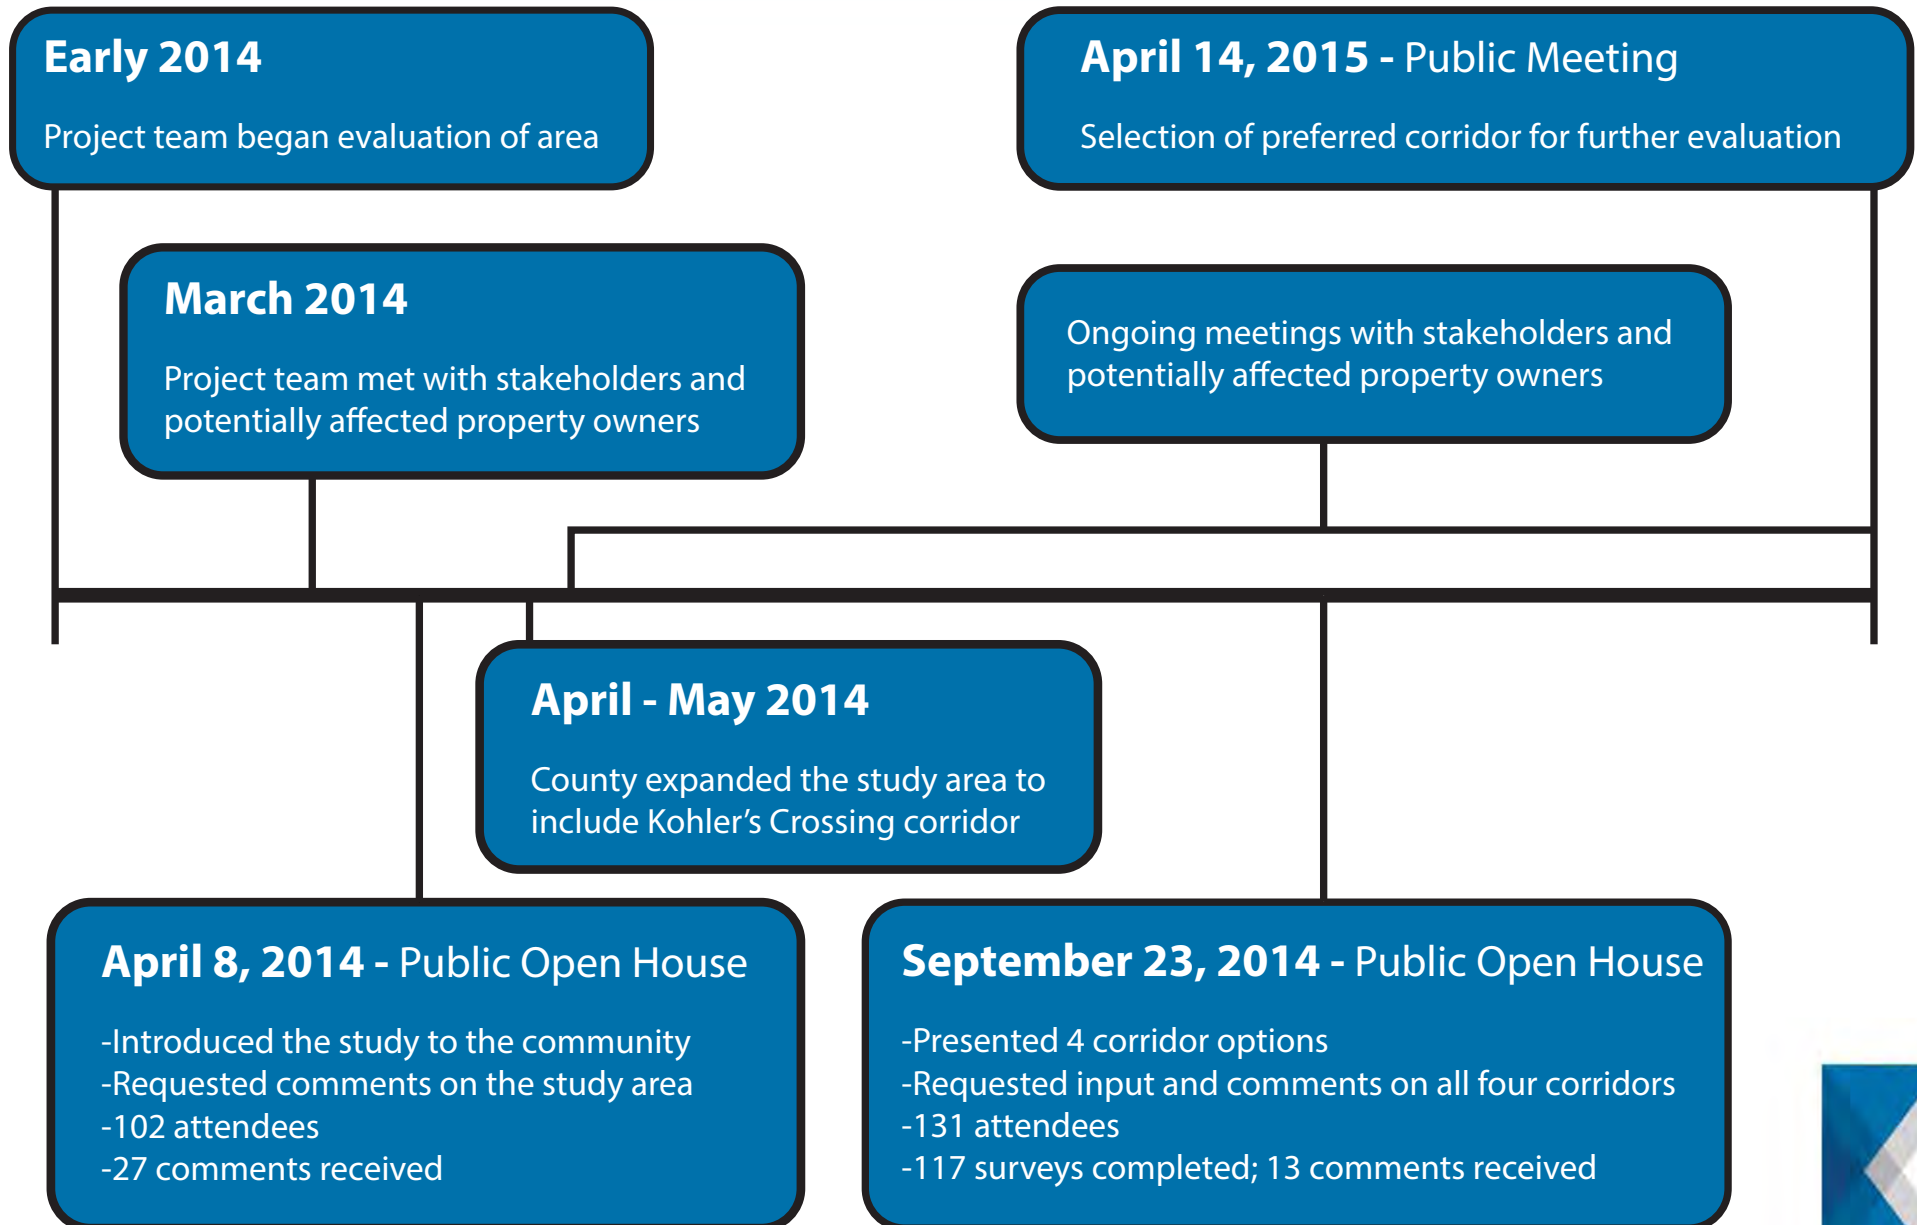 Early 2014
Project team began evaluation of area
April 14, 2015 - Public Meeting
Selection of preferred corridor for further evaluation
March 2014
Project team met with stakeholders and
potentially affected property owners
Ongoing meetings with stakeholders and
potentially affected property owners
April - May 2014
County expanded the study area to
include Kohler’s Crossing corridor
April 8, 2014 - Public Open House
-Introduced the study to the community
-Requested comments on the study area
-102 attendees
-27 comments received
September 23, 2014 - Public Open House
-Presented 4 corridor options
-Requested input and comments on all four corridors
-131 attendees
-117 surveys completed; 13 comments received